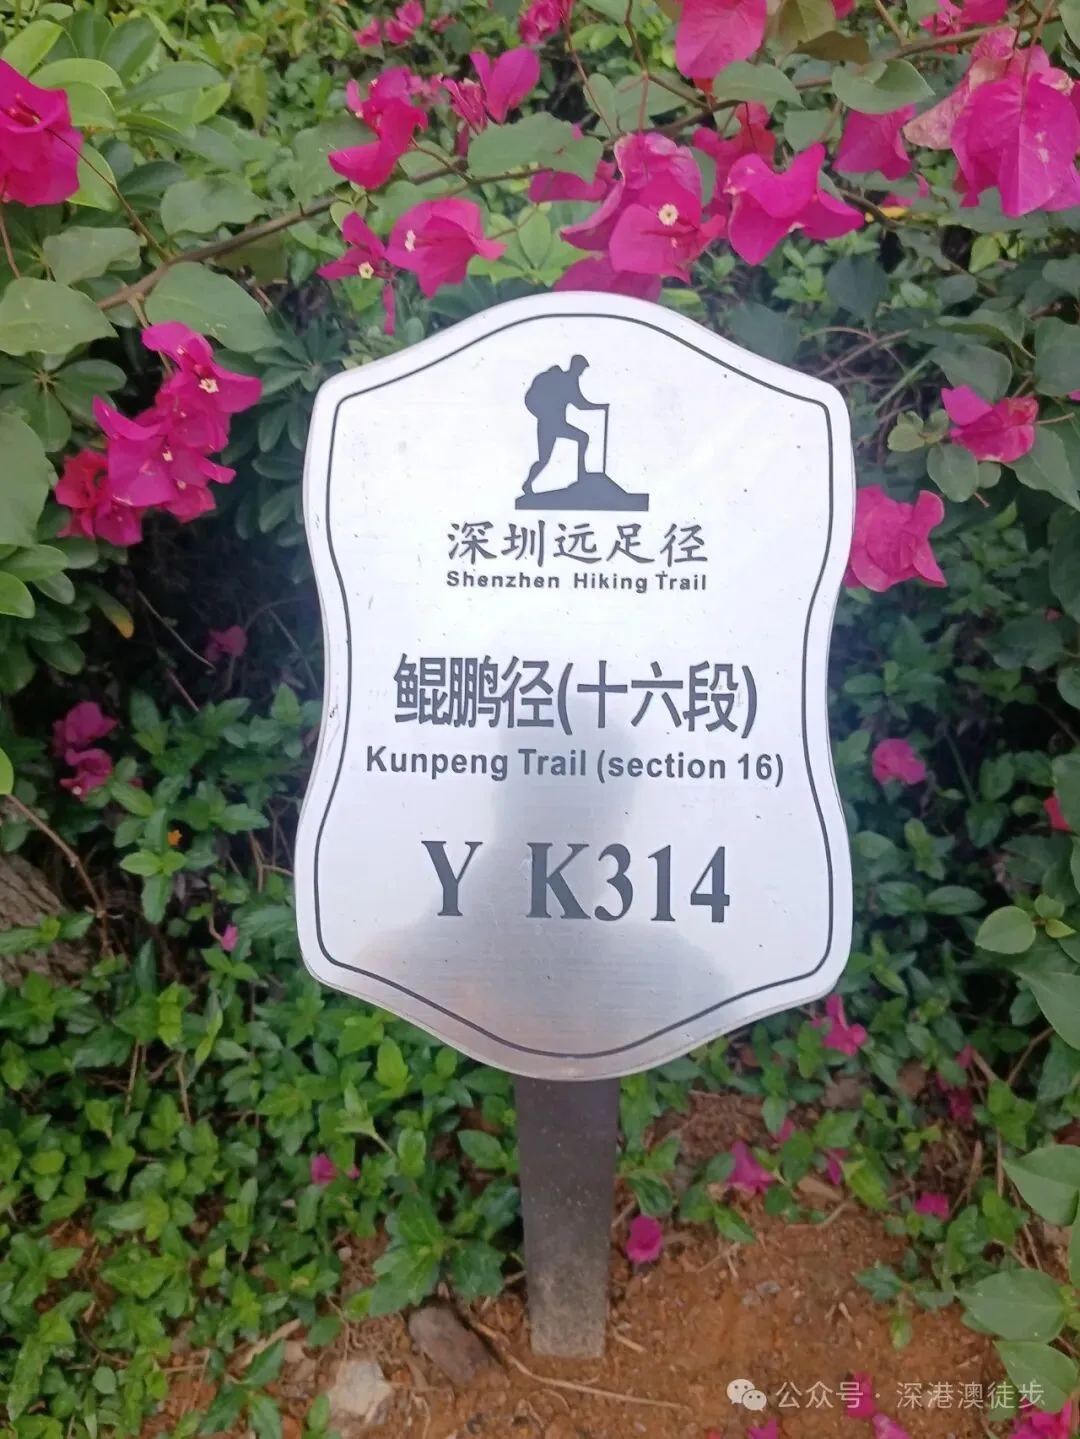 深圳远足径
Shenzhen Hiking Trail
鲲鹏径(十六段)
Kunpeng Trail (section 16)
Y K314
公众号·深港澳徒步